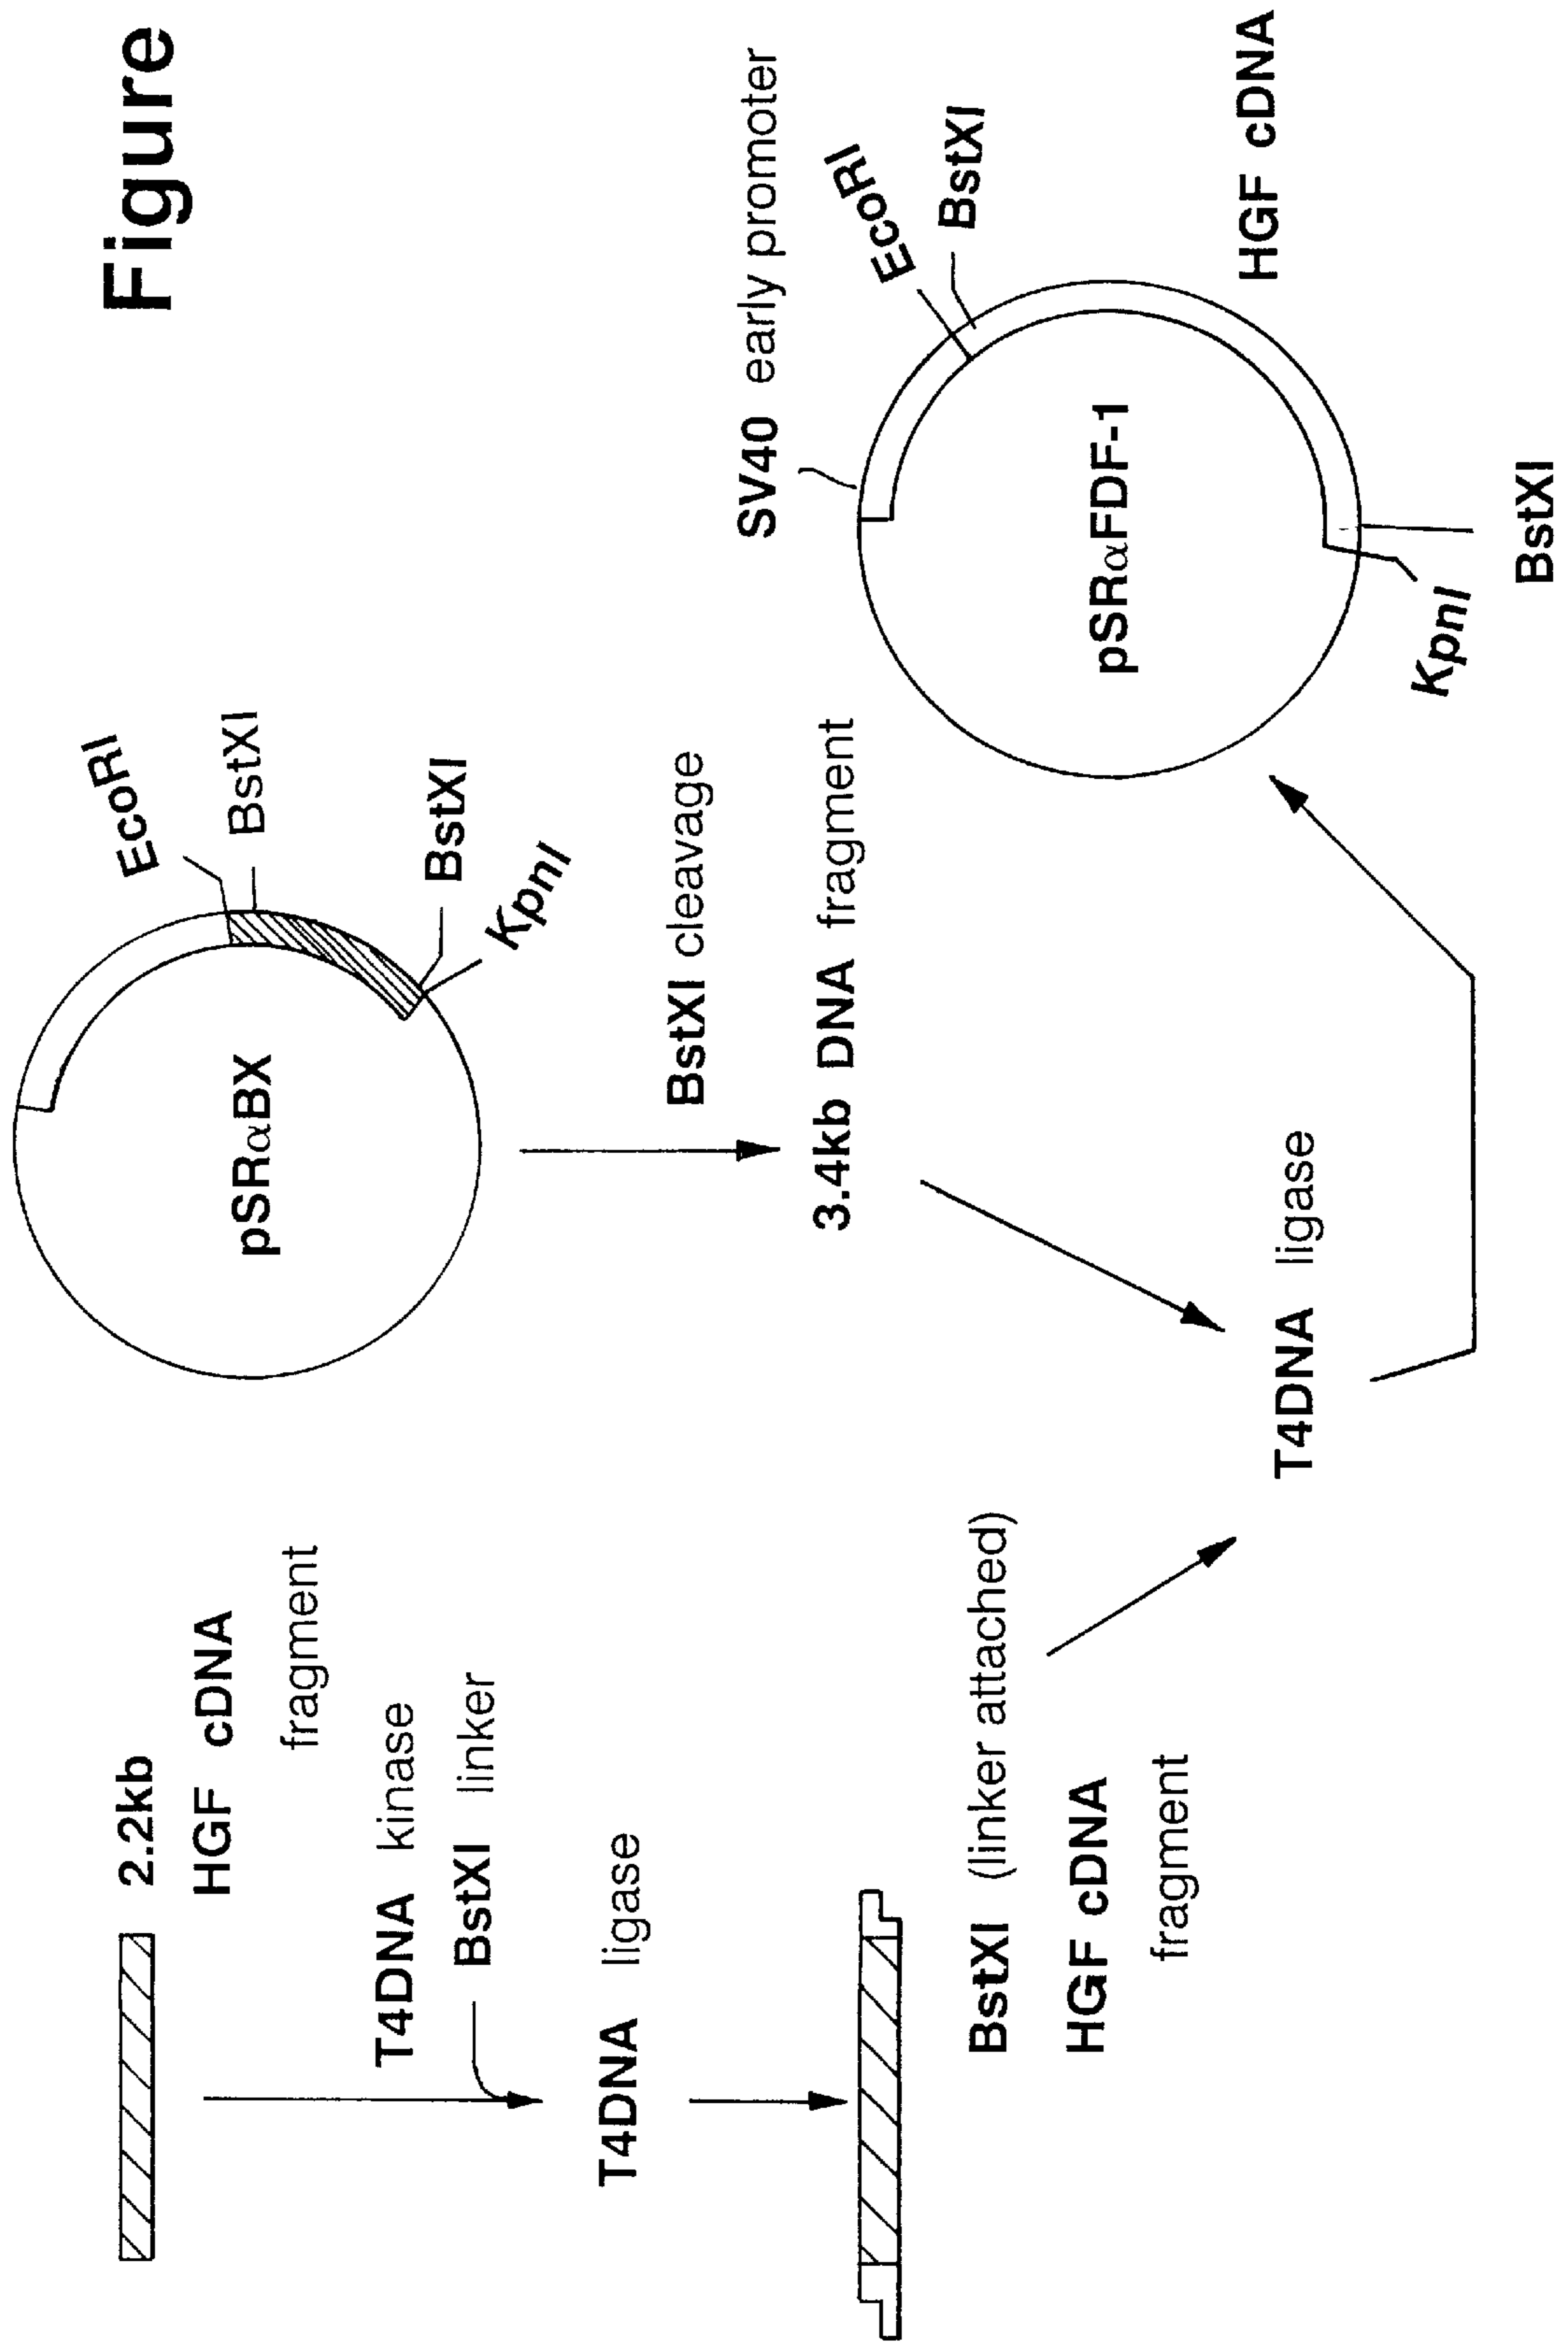 Figure
2.2kb
HGF cDNA
fragment
T4DNA kinase
BstXI linker
T4DNA ligase
BstXI (linker attached)
HGF cDNA
fragment
pSRαBX
EcoRI
BstXI
BstXI
KpnI
BstXI cleavage
3.4kb DNA fragment
T4DNA ligase
SV40 early promoter
EcoRI
BstXI
pSRαFDF-1
HGF cDNA
KpnI
BstXI